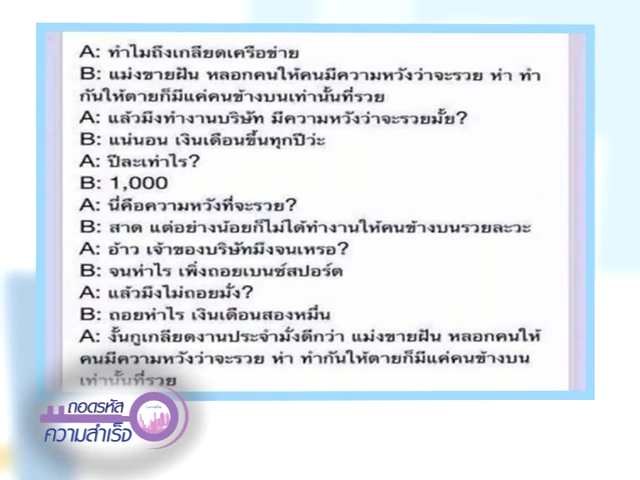 A: ทำไมถึงเกลียดเครือข่าย
B: แม่งขายฝัน หลอกคนให้คนมีความหวังว่าจะรวย ห่า ทำ
กันให้ตายก็มีแค่คนข้างบนเท่านั้นที่รวย
A: แล้วมึงทำงานบริษัท มีความหวังว่าจะรวยมั้ย?
B: แน่นอน เงินเดือนขึ้นทุกปีว่ะ
A: ปีละเท่าไร?
B: 1,000
A: นี่คือความหวังที่จะรวย?
B: สาด แต่อย่างน้อยก็ไม่ได้ทำงานให้คนข้างบนรวยละวะ
A: อ้าว เจ้าของบริษัทมึงจนเหรอ?
B: จนห่าไร เพิ่งถอยเบนซ์สปอร์ต
A: แล้วมึงไม่ถอยมั่ง?
B: ถอยห่าไร เงินเดือนสองหมื่น
A: งั้นกูเกลียดงานประจำมั่งดีกว่า แม่งขายฝัน หลอกคนให้
คนมีความหวังว่าจะรวย ห่า ทำกันให้ตายก็มีแค่คนข้างบน
เท่านั้นที่รวย
ถอดรหัส
ความสำเร็จ